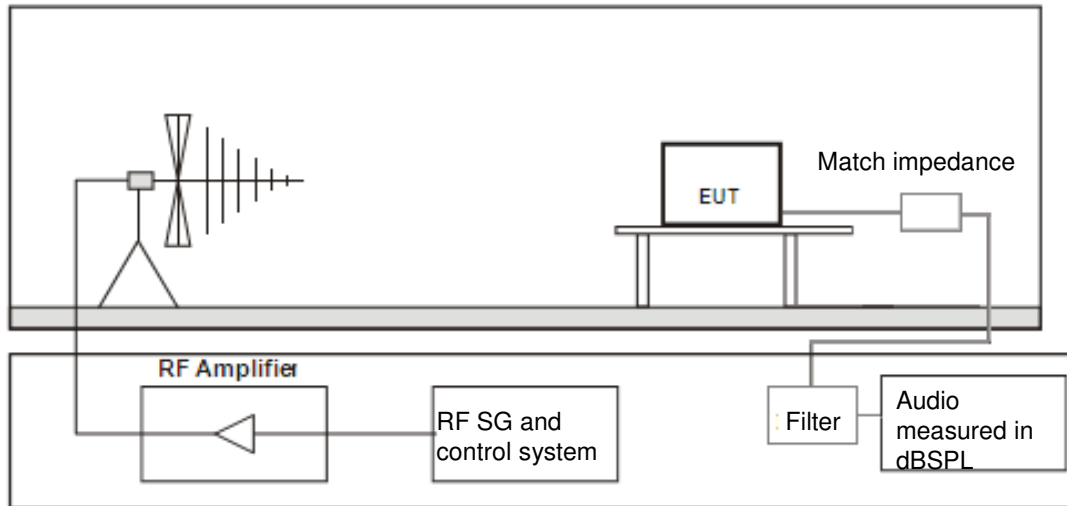 Match impedance
EUT
RF Amplifier
RF SG and
control system
Filter
Audio
measured in
dBSPL